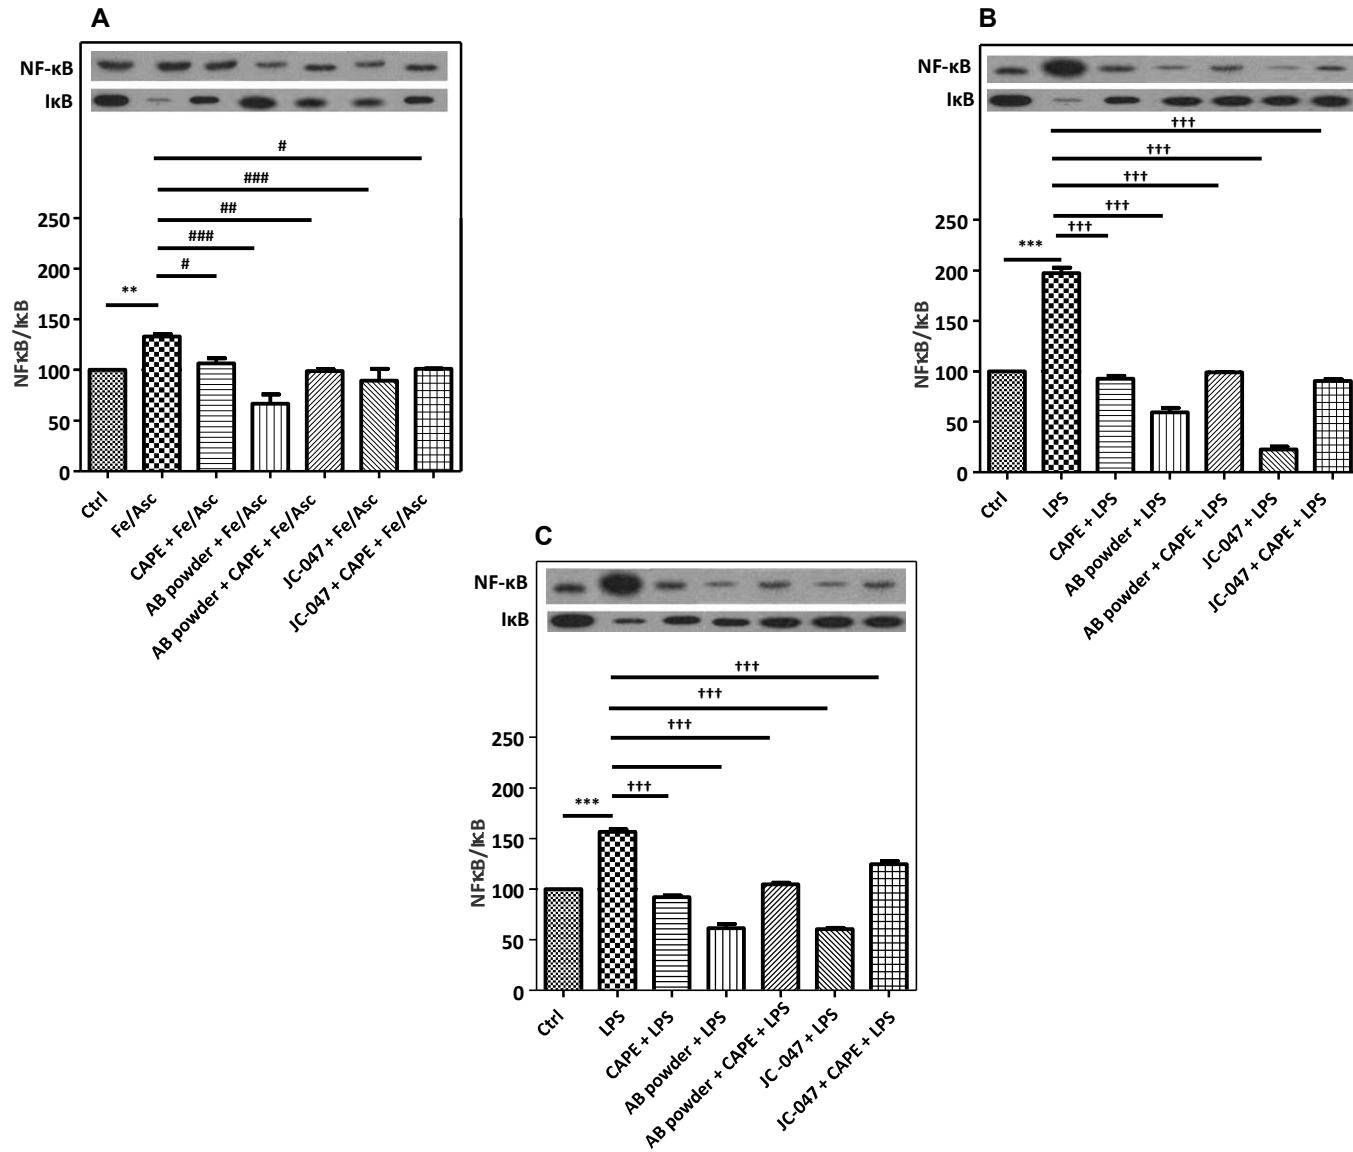 A
NF-κB
IκB
#
###
##
###
#
**
250
200
150
100
50
0
NFκB/IκB
Ctrl
Fe/Asc
CAPE + Fe/Asc
AB powder + Fe/Asc
AB powder + CAPE + Fe/Asc
JC-047 + Fe/Asc
JC-047 + CAPE + Fe/Asc
B
NF-κB
IκB
†††
†††
†††
†††
†††
***
250
200
150
100
50
0
NFκB/IκB
Ctrl
LPS
CAPE + LPS
AB powder + LPS
AB powder + CAPE + LPS
JC-047 + LPS
JC-047 + CAPE + LPS
C
NF-κB
IκB
†††
†††
†††
†††
***
250
200
150
100
50
0
NFκB/IκB
Ctrl
LPS
CAPE + LPS
AB powder + LPS
AB powder + CAPE + LPS
JC -047 + LPS
JC-047 + CAPE + LPS